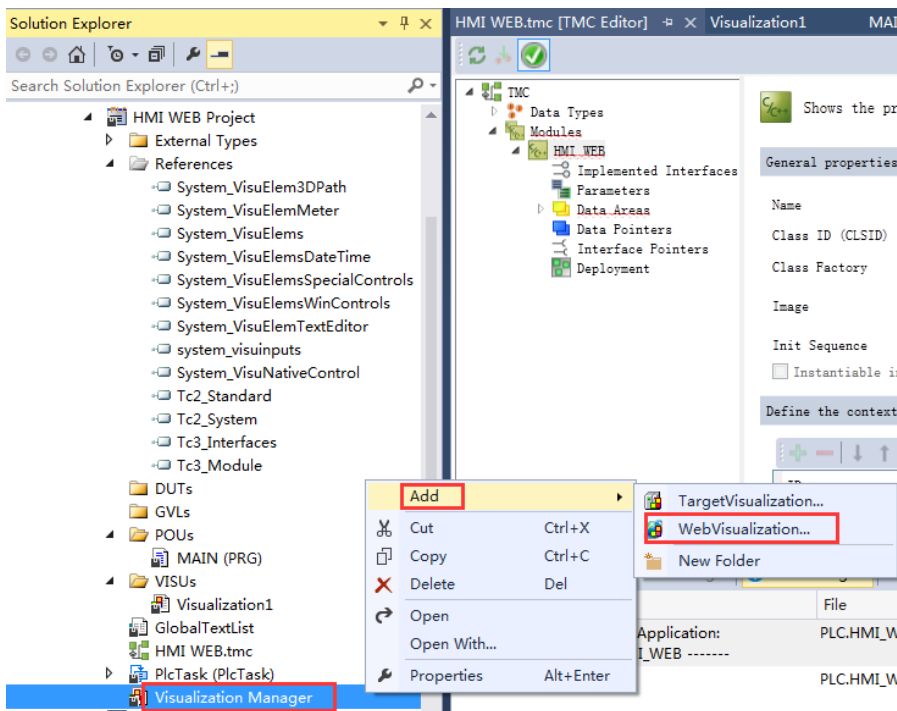 Solution Explorer
Search Solution Explorer (Ctrl+;)
HMI WEB Project
External Types
References
System_VisuElem3DPath
System_VisuElemMeter
System_VisuElems
System_VisuElemsDateTime
System_VisuElemsSpecialControls
System_VisuElemsWinControls
System_VisuElemTextEditor
system_visuinputs
System_VisuNativeControl
Tc2_Standard
Tc2_System
Tc3_Interfaces
Tc3_Module
DUTs
GVLs
POUs
MAIN (PRG)
VISUs
Visualization1
GlobalTextList
HMI WEB.tmc
PlcTask (PlcTask)
Visualization Manager
HMI WEB.tmc [TMC Editor]
Visualization1
MAI
TMC
Data Types
Modules
HMI_WEB
Implemented Interfaces
Parameters
Data Areas
Data Pointers
Interface Pointers
Deployment
Shows the pr
General properties
Name
Class ID (CLSID)
Class Factory
Image
Init Sequence
Instantiable i
Define the context
Add
Cut Ctrl+X
Copy Ctrl+C
Delete Del
Open
Open With...
Properties Alt+Enter
TargetVisualization...
WebVisualization...
New Folder
File
Application:
I_WEB -------
PLC.HMI_W
PLC.HMI_W